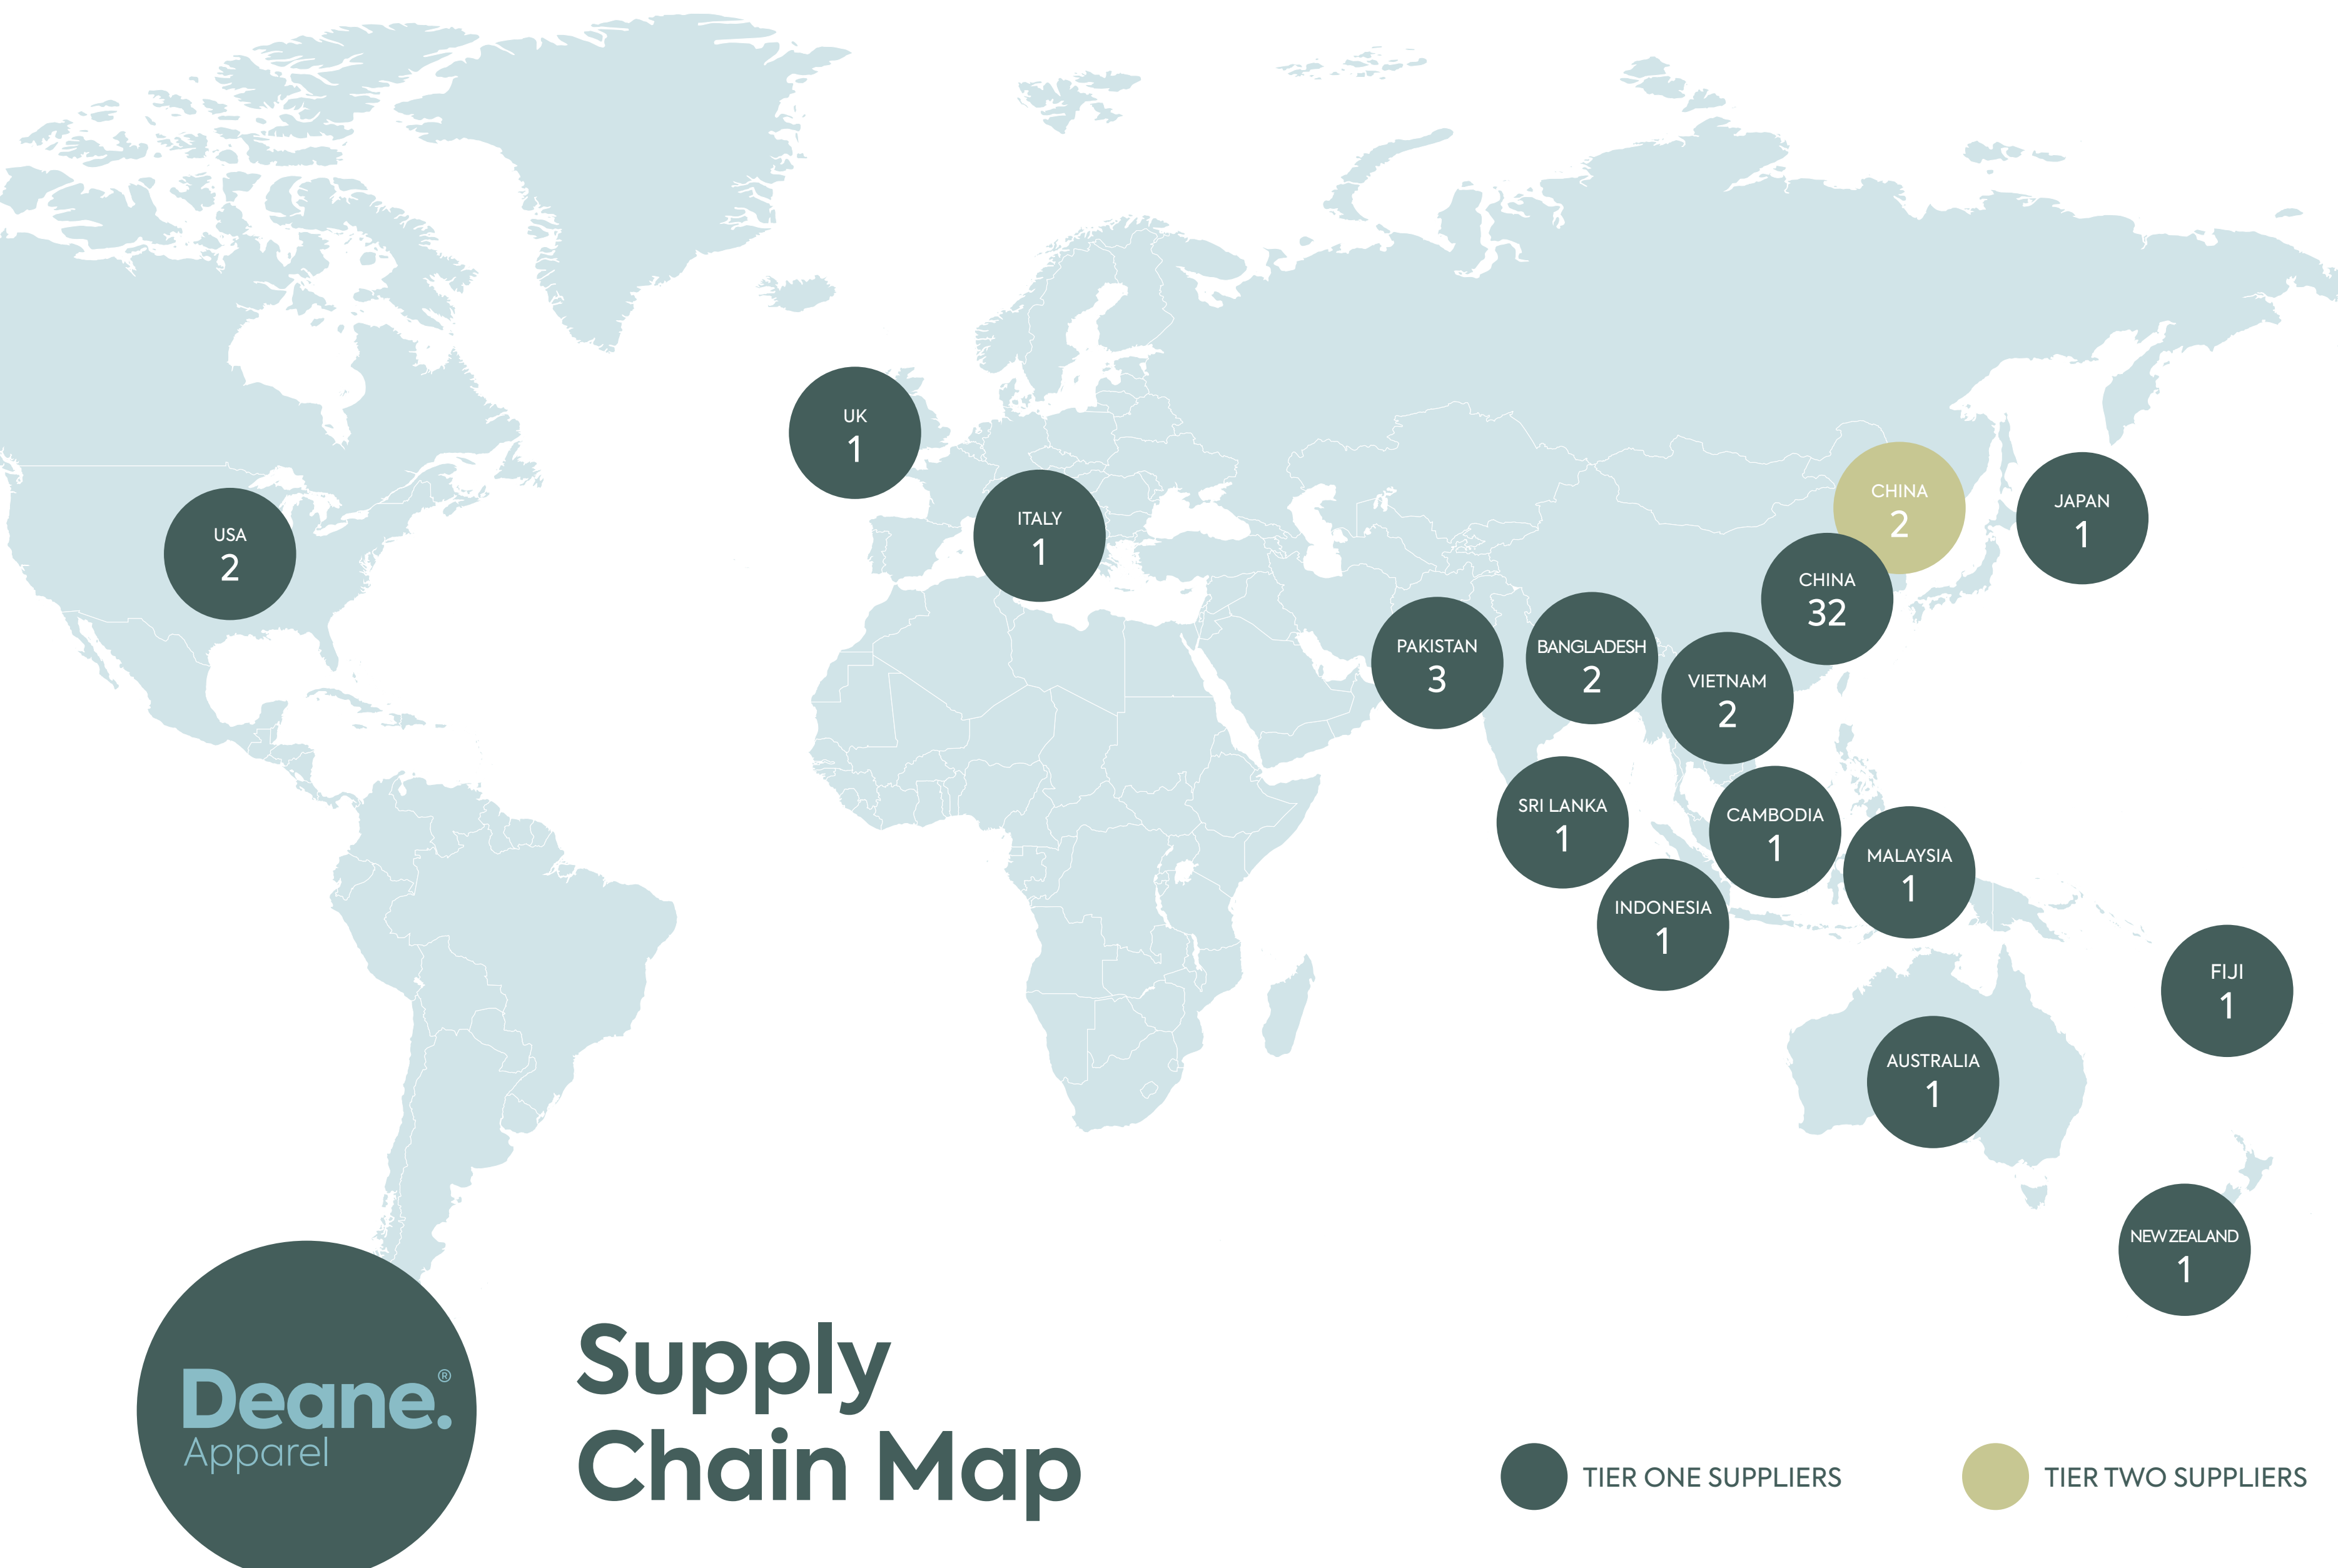 UK
1
CHINA
2
JAPAN
1
USA
2
ITALY
1
CHINA
32
PAKISTAN
3
BANGLADESH
2
VIETNAM
2
SRI LANKA
1
CAMBODIA
1
MALAYSIA
1
INDONESIA
1
FIJI
1
AUSTRALIA
1
NEW ZEALAND
1
Deane.®
Apparel
Supply
Chain Map
TIER ONE SUPPLIERS
TIER TWO SUPPLIERS